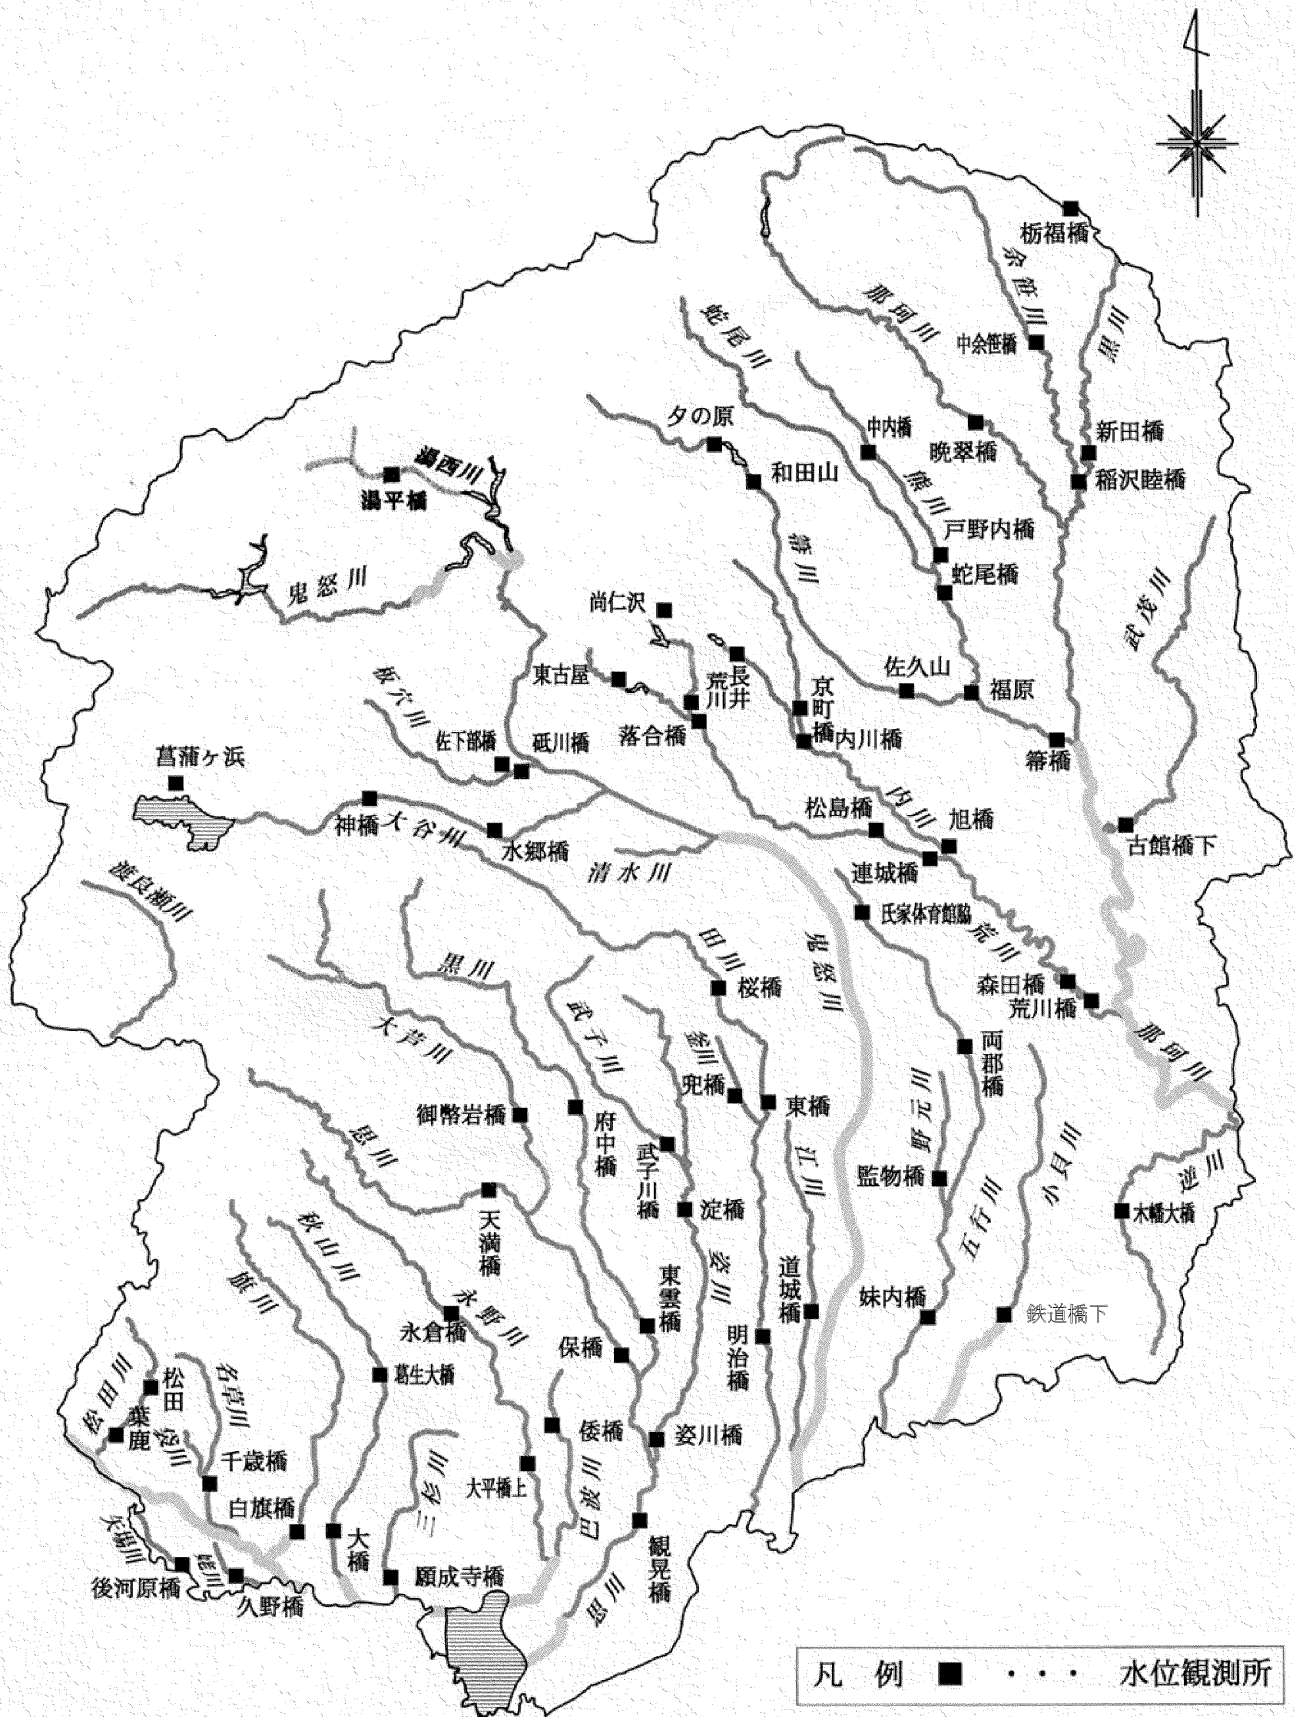 栃福橋
余笹川
那珂川
黒川
中余笹橋
蛇尾川
夕の原
中内橋
晩翠橋
新田橋
稲沢睦橋
和田山
熊川
湯西川
湯平橋
戸野内橋
箒川
蛇尾橋
鬼怒川
武茂川
尚仁沢
東古屋
板穴川
長井
荒川
京町橋
佐久山
福原
落合橋
内川橋
箒橋
佐下部橋
砥川橋
菖蒲ヶ浜
神橋
大谷川
水郷橋
内川
松島橋
旭橋
古館橋下
清水川
連城橋
渡良瀬川
氏家体育館脇
荒川
田川
鬼怒川
黒川
桜橋
森田橋
荒川橋
武子川
大芦川
釜川
兜橋
両郡橋
那珂川
御幣岩橋
府中橋
東橋
野元川
小貝川
思川
武子川橋
江川
監物橋
逆川
木幡大橋
天満橋
淀橋
五行川
秋山川
旗川
姿川
道城橋
東雲橋
永野川
永倉橋
妹内橋
鉄道橋下
保橋
明治橋
松田川
松田
名草川
葛生大橋
葉鹿
袋川
倭橋
姿川橋
千歳橋
三杉川
大平橋上
巴波川
白旗橋
矢場川
大橋
観晃橋
後河原橋
久野橋
願成寺橋
思川
凡 例 ■ ・・・ 水位観測所